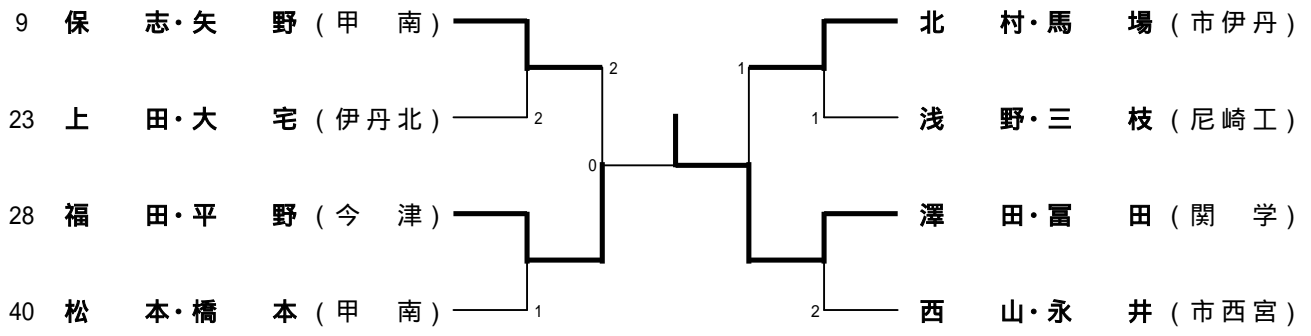 9 保 志・矢 野 (甲 南) 北 村・馬 場 (市伊丹)
2 1
23 上 田・大 宅 (伊丹北) 2 1 浅 野・三 枝 (尼崎工)
0
28 福 田・平 野 (今 津) 澤 田・冨 田 (関 学)
40 松 本・橋 本 (甲 南) 1 2 西 山・永 井 (市西宮)